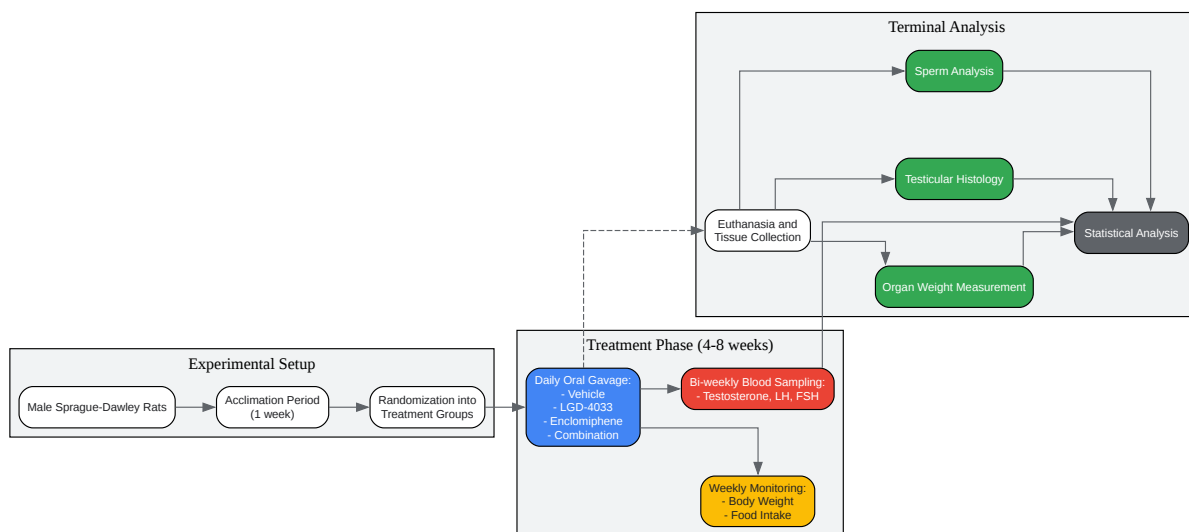 Terminal Analysis
Sperm Analysis
Testicular Histology
Euthanasia and
Tissue Collection
Statistical Analysis
Organ Weight Measurement
Experimental Setup
Male Sprague-Dawley Rats
Acclimation Period
(1 week)
Randomization into
Treatment Groups
Treatment Phase (4-8 weeks)
Daily Oral Gavage:
- Vehicle
- LGD-4033
- Enclomiphene
- Combination
Bi-weekly Blood Sampling:
- Testosterone, LH, FSH
Weekly Monitoring:
- Body Weight
- Food Intake